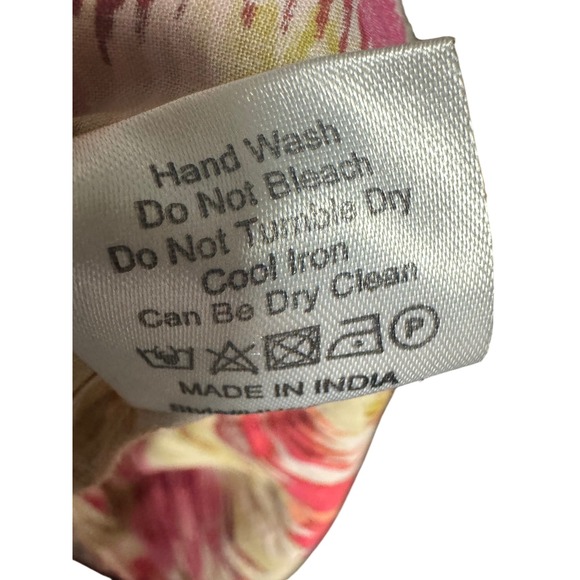 Hand Wash
Do Not Bleach
Do Not Tumble Dry
Cool Iron
Can Be Dry Clean
P
MADE IN INDIA